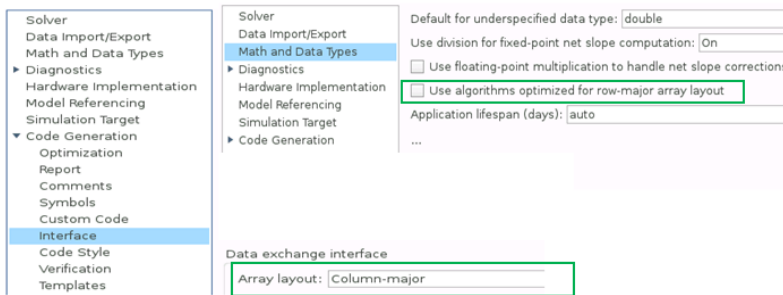 Solver
Data Import/Export
Math and Data Types
Diagnostics
Hardware Implementation
Model Referencing
Simulation Target
Code Generation
Optimization
Report
Comments
Symbols
Custom Code
Interface
Code Style
Verification
Templates
Solver
Data Import/Export
Math and Data Types
Diagnostics
Hardware Implementation
Model Referencing
Simulation Target
Code Generation
Default for underspecified data type: double
Use division for fixed-point net slope computation: On
Use floating-point multiplication to handle net slope corrections
Use algorithms optimized for row-major array layout
Application lifespan (days): auto
...
Data exchange interface
Array layout: Column-major